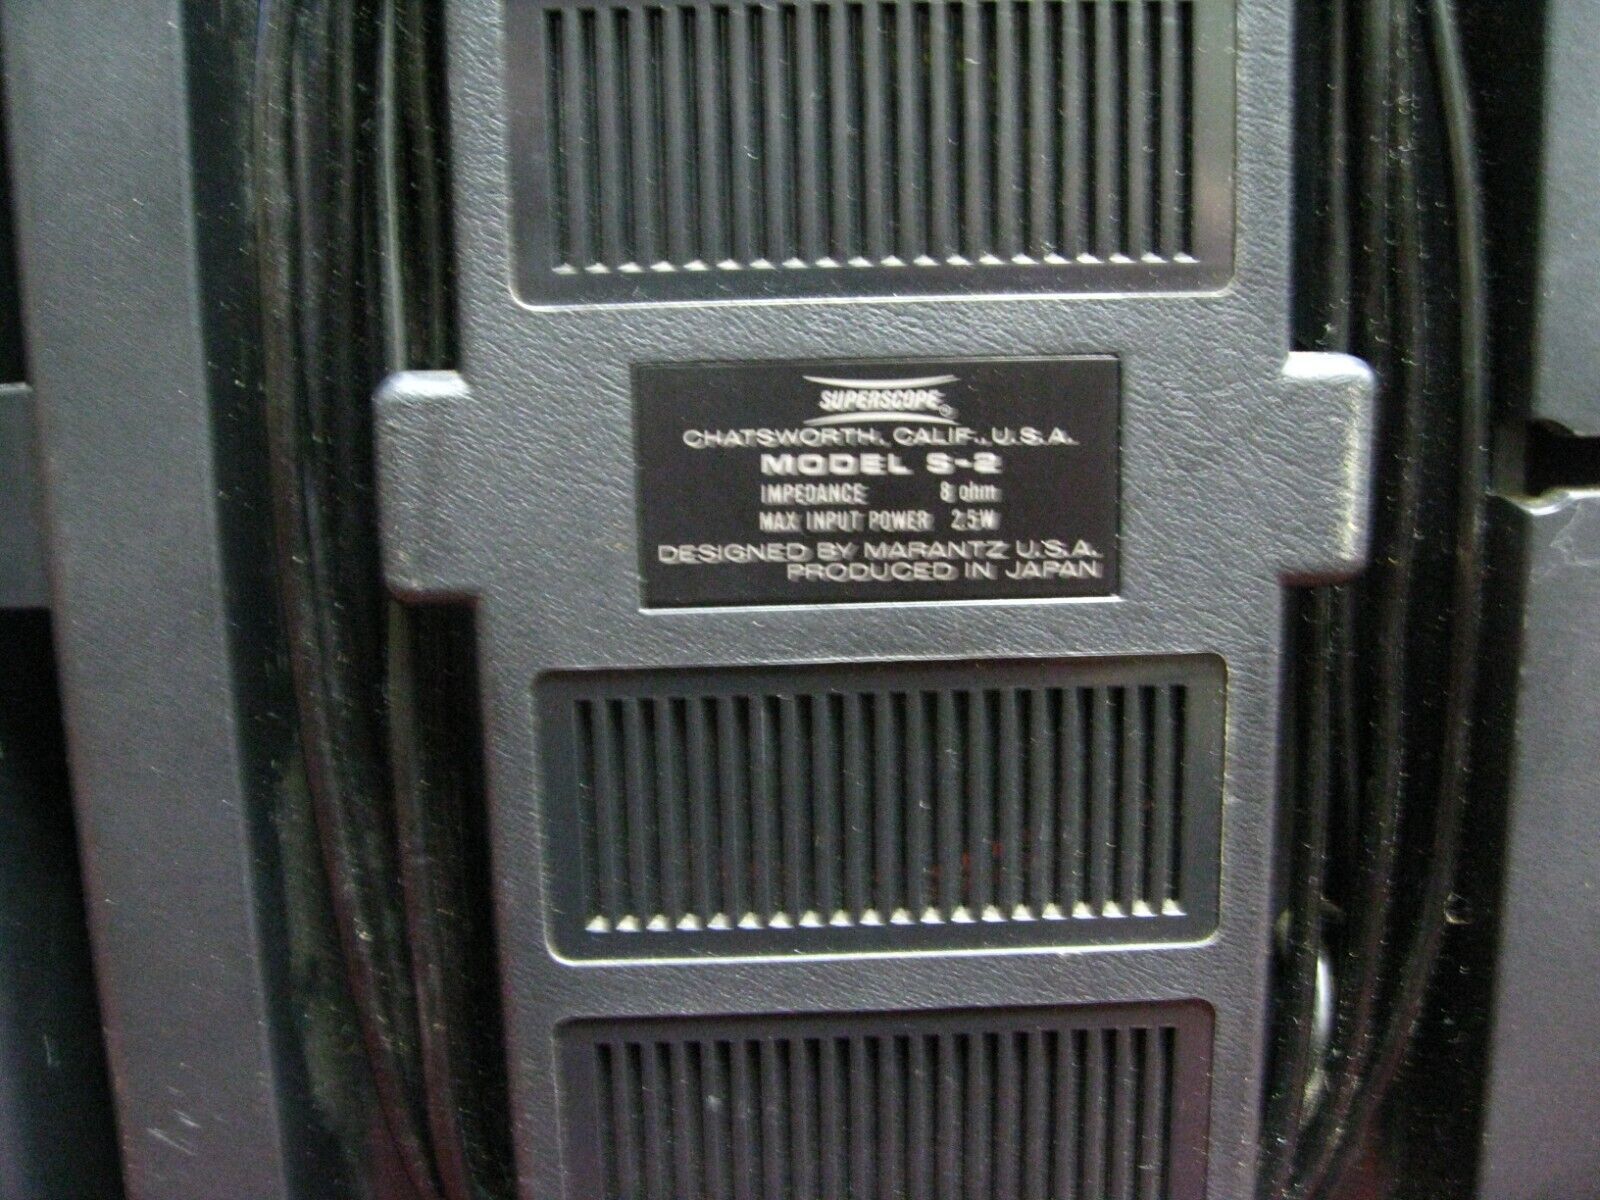 SUPERSCOPE®
CHATSWORTH, CALIF., U.S.A.
MODEL S-2
IMPEDANCE 8 ohm
MAX INPUT POWER 2.5W
DESIGNED BY MARANTZ U.S.A.
PRODUCED IN JAPAN